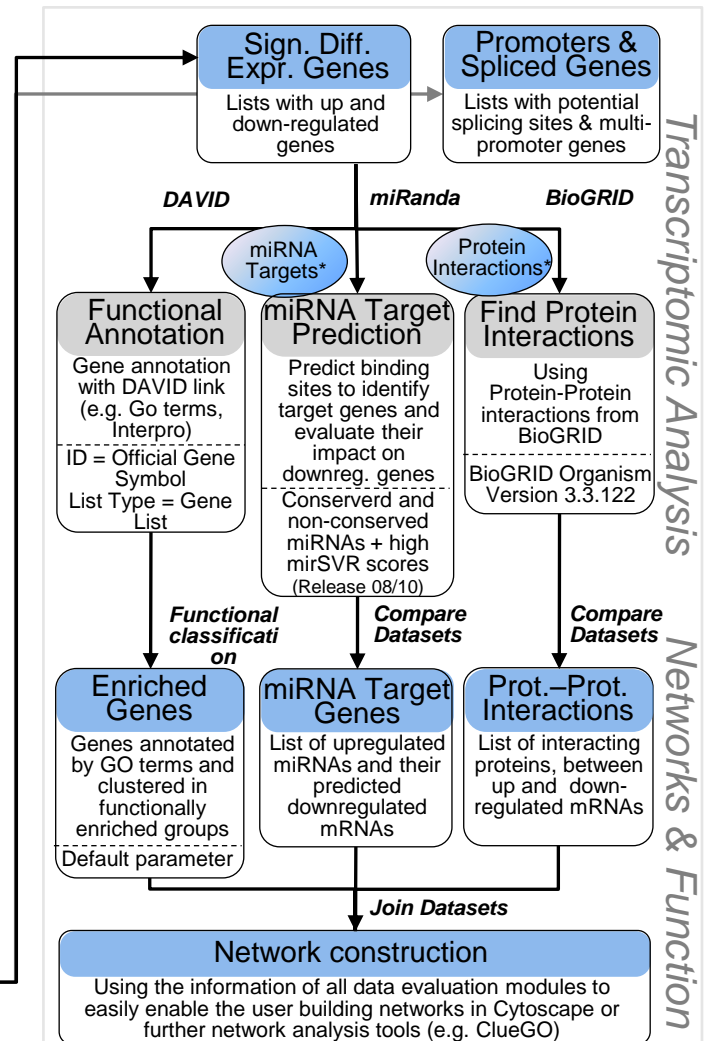 Sign. Diff.
Expr. Genes
Lists with up and
down-regulated
genes
Promoters &
Spliced Genes
Lists with potential
splicing sites & multi-
promoter genes
Transcriptomic Analysis
DAVID
miRanda
BioGRID
miRNA
Targets*
Protein
Interactions*
Functional
Annotation
Gene annotation
with DAVID link
(e.g. Go terms,
Interpro)
ID = Official Gene
Symbol
List Type = Gene
List
miRNA Target
Prediction
Predict binding
sites to identify
target genes and
evaluate their
impact on
downreg. genes
Conserverd and
non-conserved
miRNAs + high
mirSVR scores
(Release 08/10)
Find Protein
Interactions
Using
Protein-Protein
interactions from
BioGRID
BioGRID Organism
Version 3.3.122
Functional
classificati
on
Compare
Datasets
Compare
Datasets
Networks & Function
Enriched
Genes
Genes annotated
by GO terms and
clustered in
functionally
enriched groups
Default parameter
miRNA Target
Genes
List of upregulated
miRNAs and their
predicted
downregulated
mRNAs
Prot.–Prot.
Interactions
List of interacting
proteins, between
up and down-
regulated mRNAs
Join Datasets
Network construction
Using the information of all data evaluation modules to
easily enable the user building networks in Cytoscape or
further network analysis tools (e.g. ClueGO)